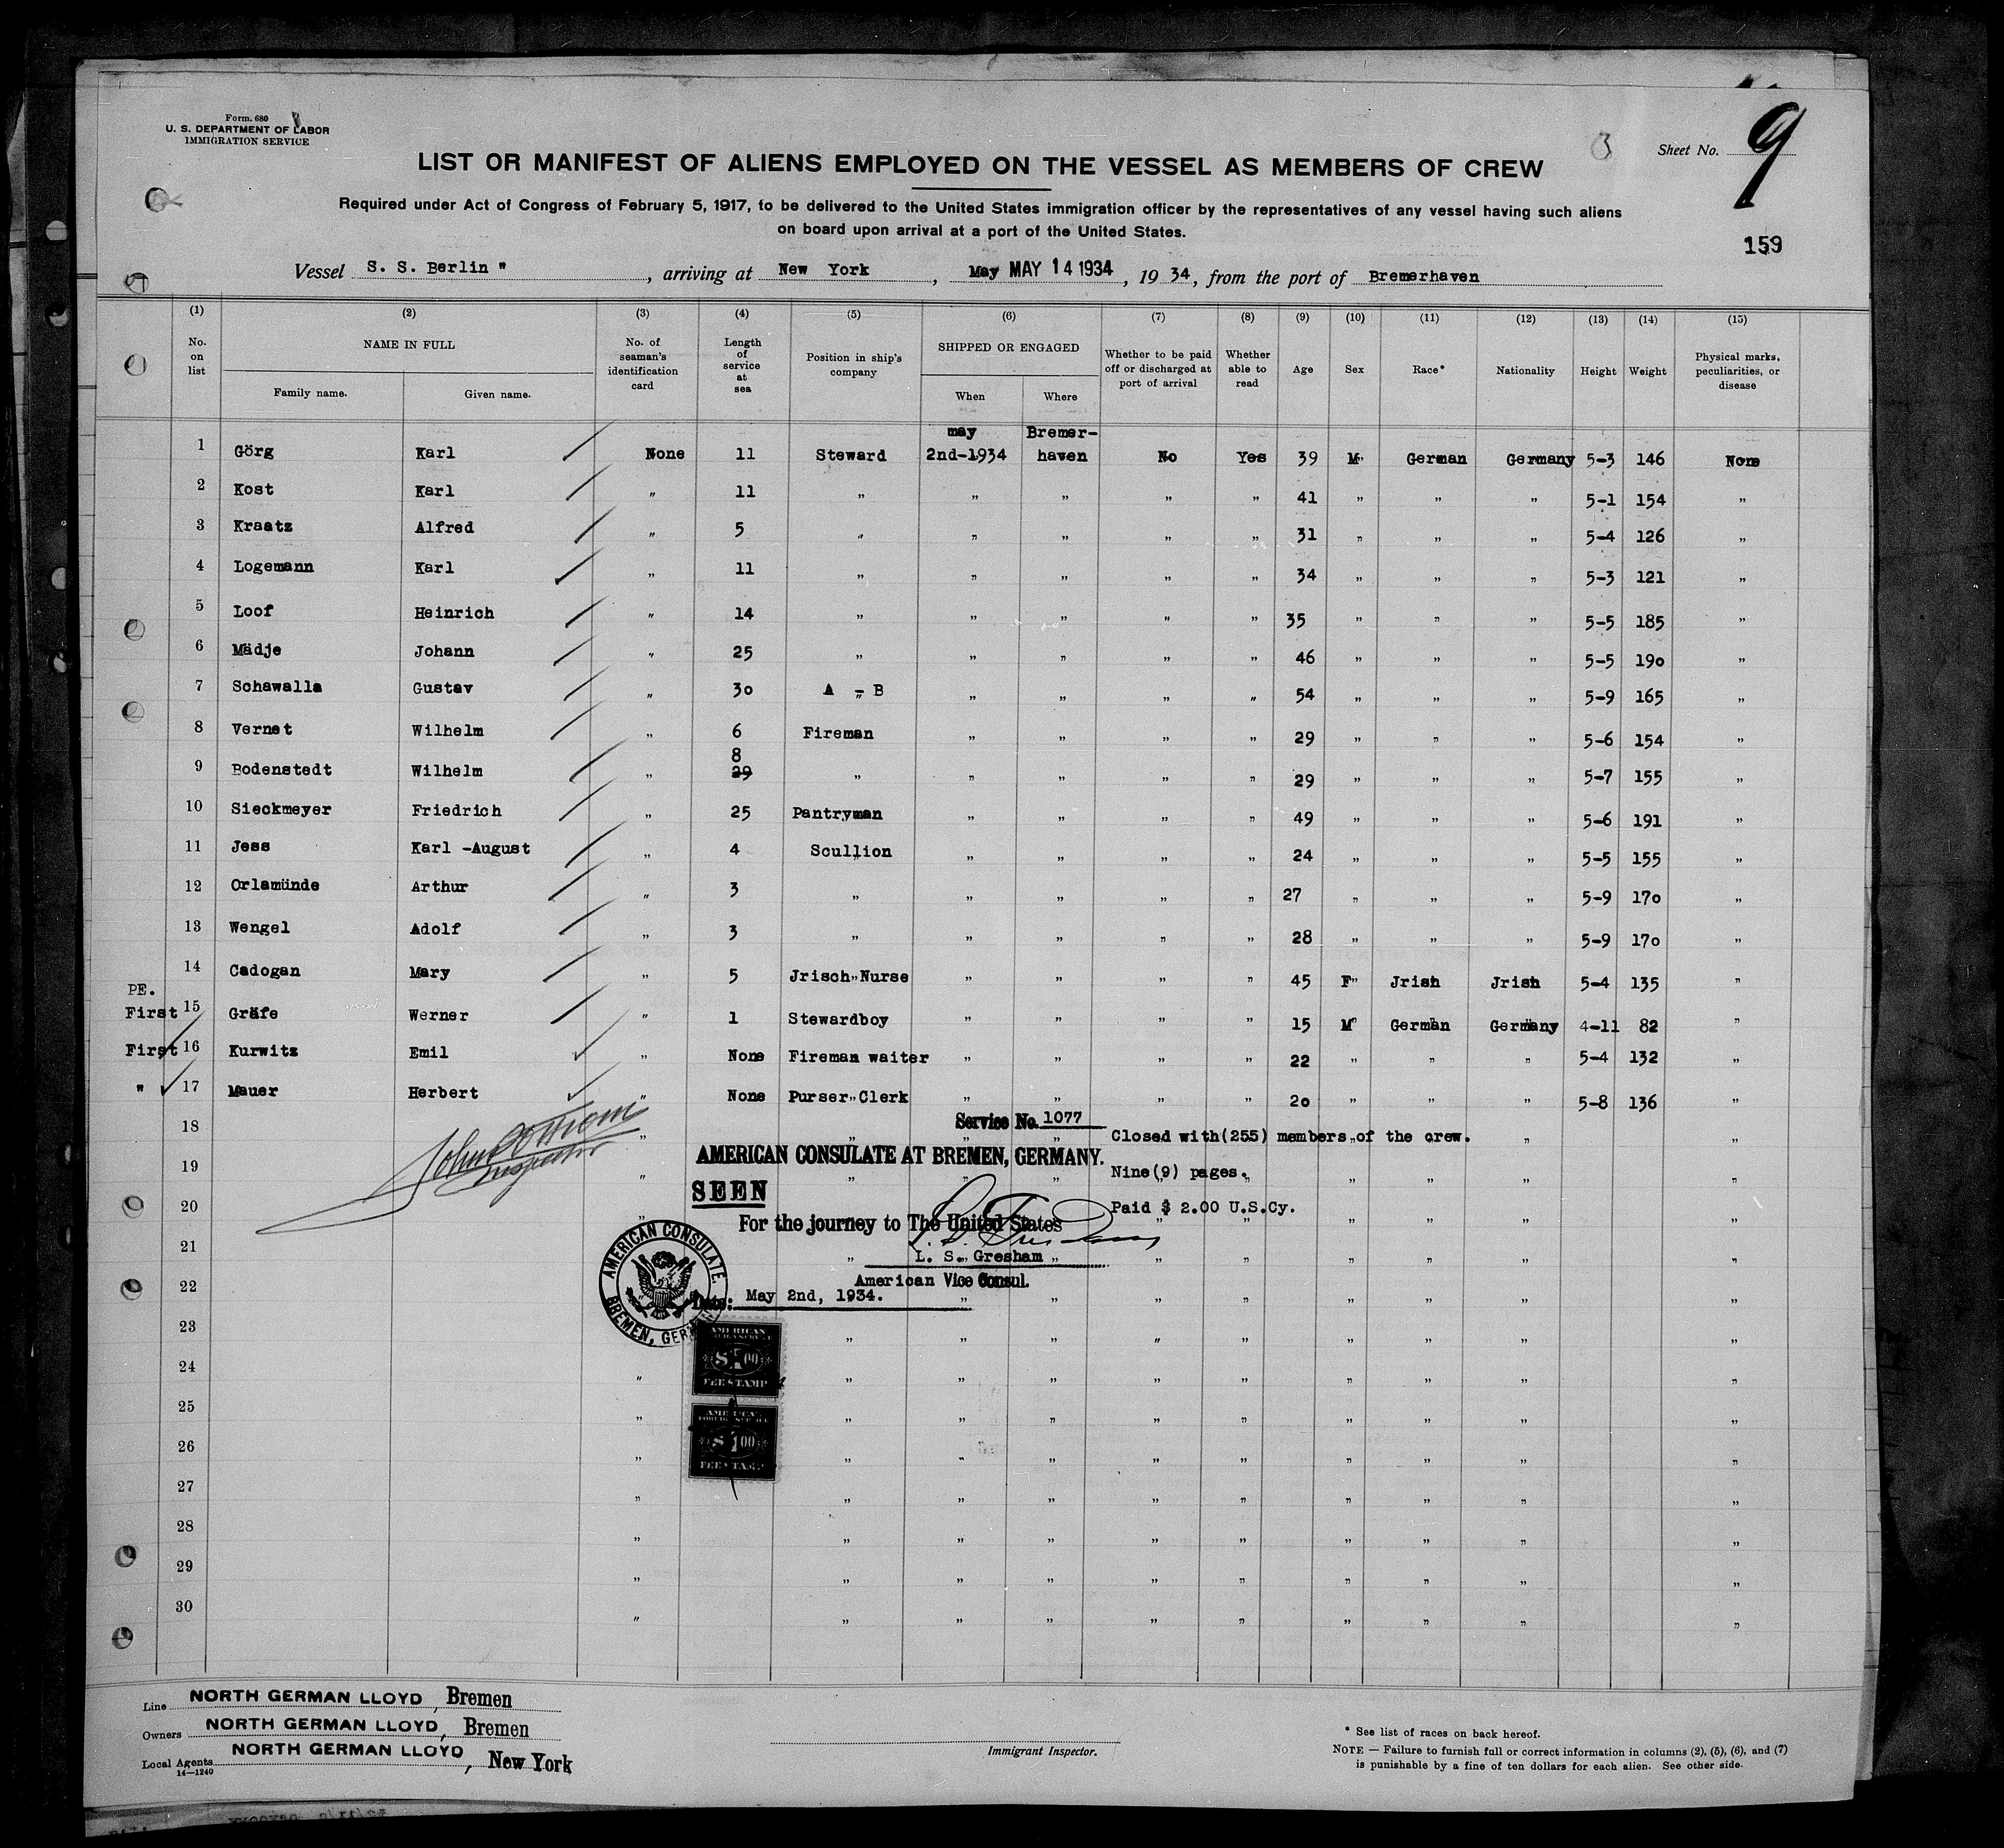 Form. 680
U. S. DEPARTMENT OF LABOR
IMMIGRATION SERVICE
3
Sheet No. 9
LIST OR MANIFEST OF ALIENS EMPLOYED ON THE VESSEL AS MEMBERS OF CREW
Required under Act of Congress of February 5, 1917, to be delivered to the United States immigration officer by the representatives of any vessel having such aliens
on board upon arrival at a port of the United States.
159
Vessel S. S. Berlin " , arriving at New York , May MAY 14 1934 , 19 34 , from the port of Bremerhaven
(1) (2) (3) (4) (5) (6) (7) (8) (9) (10) (11) (12) (13) (14) (15)
No. on list NAME IN FULL Family name. Given name. No. of seaman's identification card Length of service at sea Position in ship's company SHIPPED OR ENGAGED When Where Whether to be paid off or discharged at port of arrival Whether able to read Age Sex Race* Nationality Height Weight Physical marks, peculiarities, or disease
may Bremer-
1 Görg Karl None 11 Steward 2nd-1934 haven No Yes 39 M" German Germany 5-3 146 None
2 Kost Karl " 11 " " " " " 41 " " " 5-1 154 "
3 Kraatz Alfred " 5 " " " " " 31 " " " 5-4 126 "
4 Logemann Karl " 11 " " " " " 34 " " " 5-3 121 "
5 Loof Heinrich " 14 " " " " " 35 " " " 5-5 185 "
6 Mädje Johann " 25 " " " " " 46 " " " 5-5 190 "
7 Schawalla Gustav " 30 A - B " " " " 54 " " " 5-9 165 "
8 Vernet Wilhelm " 6 Fireman " " " " 29 " " " 5-6 154 "
8
9 Bodenstedt Wilhelm " 29 " " " " " 29 " " " 5-7 155 "
10 Sieckmeyer Friedrich " 25 Pantryman " " " " 49 " " " 5-6 191 "
11 Jess Karl -August " 4 Scullion " " " " 24 " " " 5-5 155 "
12 Orlamünde Arthur " 3 " " " " " 27 " " " 5-9 170 "
13 Wengel Adolf " 3 " " " " " 28 " " " 5-9 170 "
14 Cadogan Mary " 5 Jrisch"Nurse " " " " 45 F" Jrish Jrish 5-4 135 "
PE.
First 15 Gräfe Werner " 1 Stewardboy " " " " 15 M" German Germany 4-11 82 "
First 16 Kurwitz Emil " None Fireman waiter " " " " 22 " " " 5-4 132 "
" 17 Mauer Herbert " None Purser"Clerk " " " " 20 " " " 5-8 136 "
Service No. 1077
18 " " " " Closed with(255) members of the crew. " "
Inspector
19 AMERICAN CONSULATE AT BREMEN, GERMANY. Nine(9) pages.
SEEN
20 Paid $ 2.00 U.S.Cy.
For the journey to The United States
21
L. S. Gresham
American Vice Consul.
22
Date: May 2nd, 1934.
AMERICAN CONSULATE.
BREMEN, GERMANY
23 " " " " " " " " "
AMERICAN
FOREIGN SERVICE
$1.00
FEE STAMP
24 " " " " " " " " " "
25 " " " " " " " " " "
AMERICAN
FOREIGN SERVICE
$1.00
FEE STAMP
26 " " " " " " " " " "
27 " " " " " " " " " "
28 " " " " " " " " " "
29 " " " " " " " " " "
30 " " " " " " " " " "
Line NORTH GERMAN LLOYD, Bremen
Owners NORTH GERMAN LLOYD, Bremen
Local Agents NORTH GERMAN LLOYD, New York
14—1240
Immigrant Inspector.
* See list of races on back hereof.
NOTE — Failure to furnish full or correct information in columns (2), (5), (6), and (7)
is punishable by a fine of ten dollars for each alien. See other side.